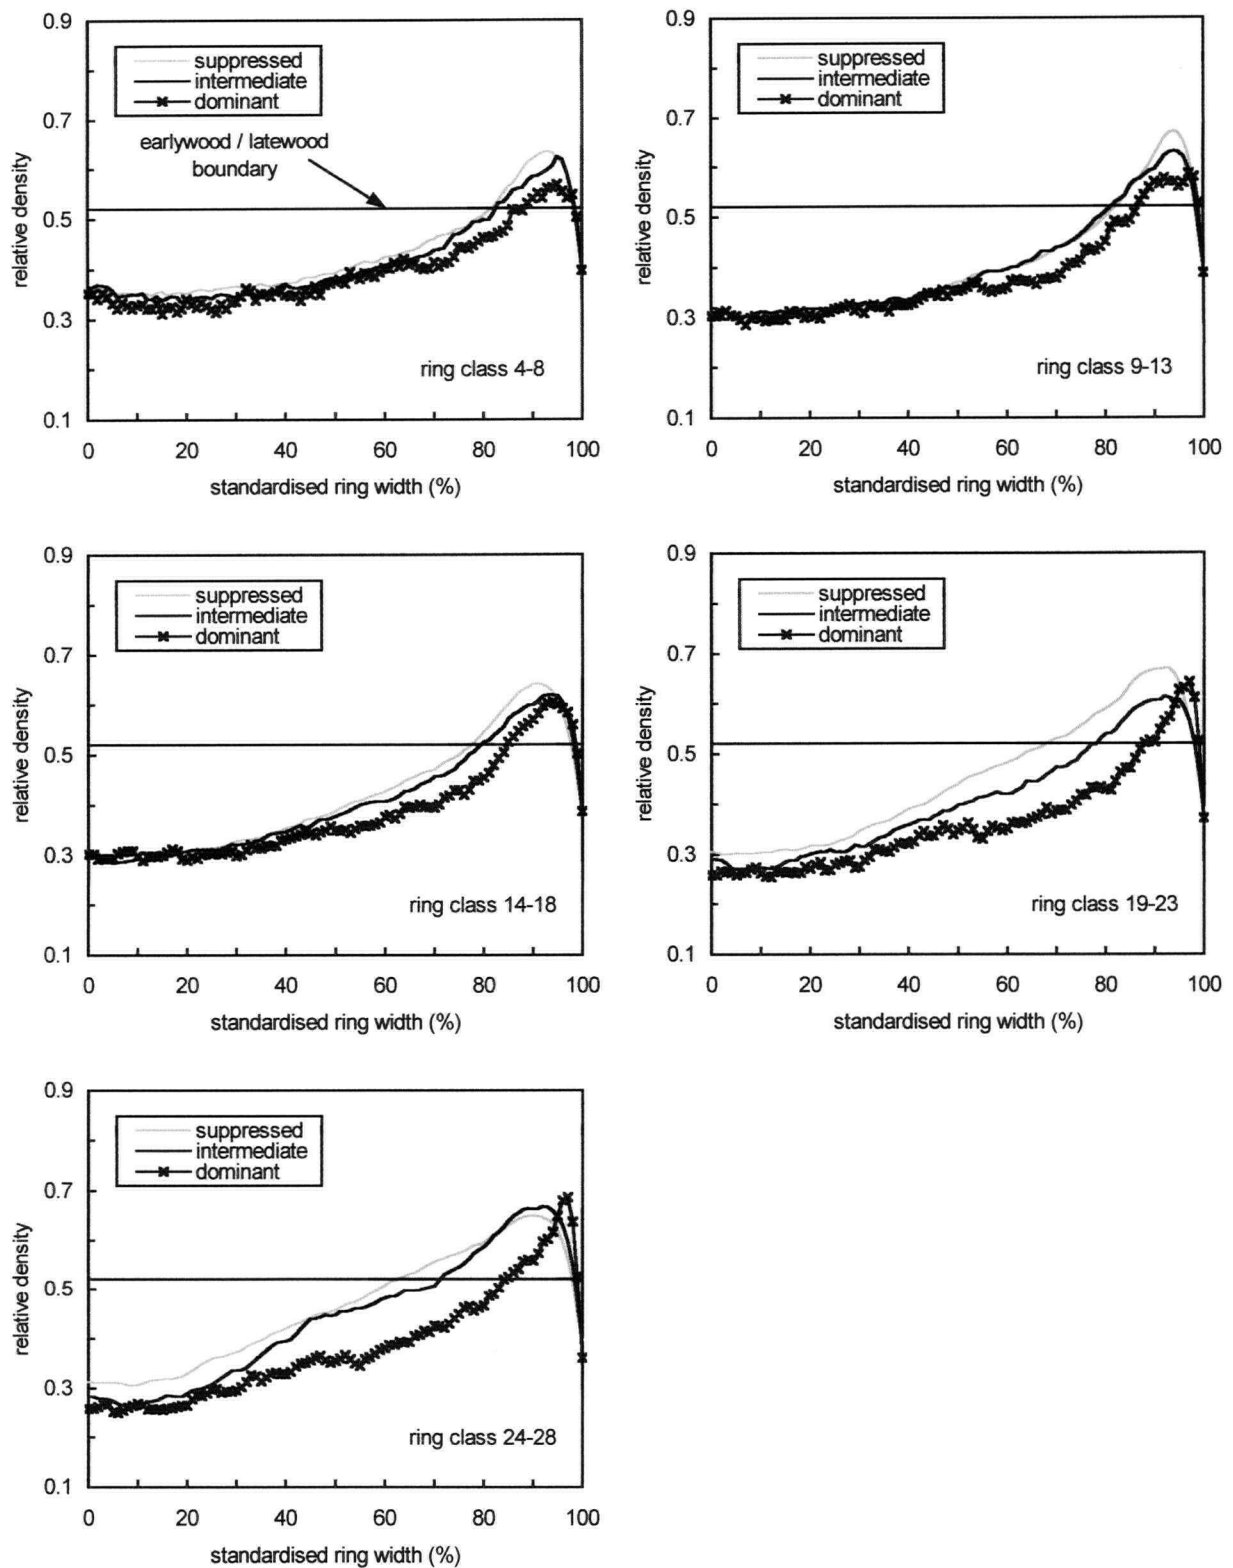 0.9
0.7
0.5
0.3
0.1
relative density
suppressed
intermediate
dominant
earlywood / latewood
boundary
ring class 4-8
0 20 40 60 80 100
standardised ring width (%)
0.9
0.7
0.5
0.3
0.1
relative density
suppressed
intermediate
dominant
ring class 9-13
0 20 40 60 80 100
standardised ring width (%)
0.9
0.7
0.5
0.3
0.1
relative density
suppressed
intermediate
dominant
ring class 14-18
0 20 40 60 80 100
standardised ring width (%)
0.9
0.7
0.5
0.3
0.1
relative density
suppressed
intermediate
dominant
ring class 19-23
0 20 40 60 80 100
standardised ring width (%)
0.9
0.7
0.5
0.3
0.1
relative density
suppressed
intermediate
dominant
ring class 24-28
0 20 40 60 80 100
standardised ring width (%)